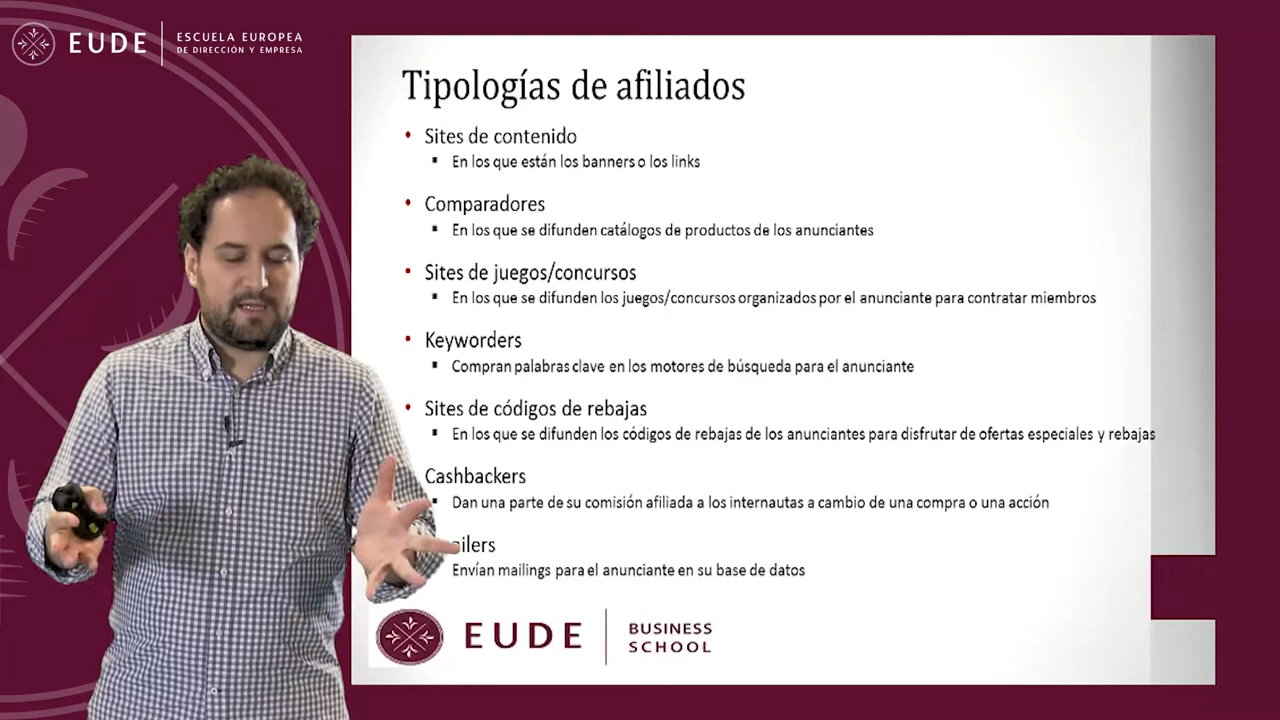 EUDE
ESCUELA EUROPEA
DE DIRECCIÓN Y EMPRESA
Tipologías de afiliados
• Sites de contenido
▪ En los que están los banners o los links
• Comparadores
▪ En los que se difunden catálogos de productos de los anunciantes
• Sites de juegos/concursos
▪ En los que se difunden los juegos/concursos organizados por el anunciante para contratar miembros
• Keyworders
▪ Compran palabras clave en los motores de búsqueda para el anunciante
• Sites de códigos de rebajas
▪ En los que se difunden los códigos de rebajas de los anunciantes para disfrutar de ofertas especiales y rebajas
Cashbackers
▪ Dan una parte de su comisión afiliada a los internautas a cambio de una compra o una acción
Envían mailings para el anunciante en su base de datos
EUDE
BUSINESS
SCHOOL